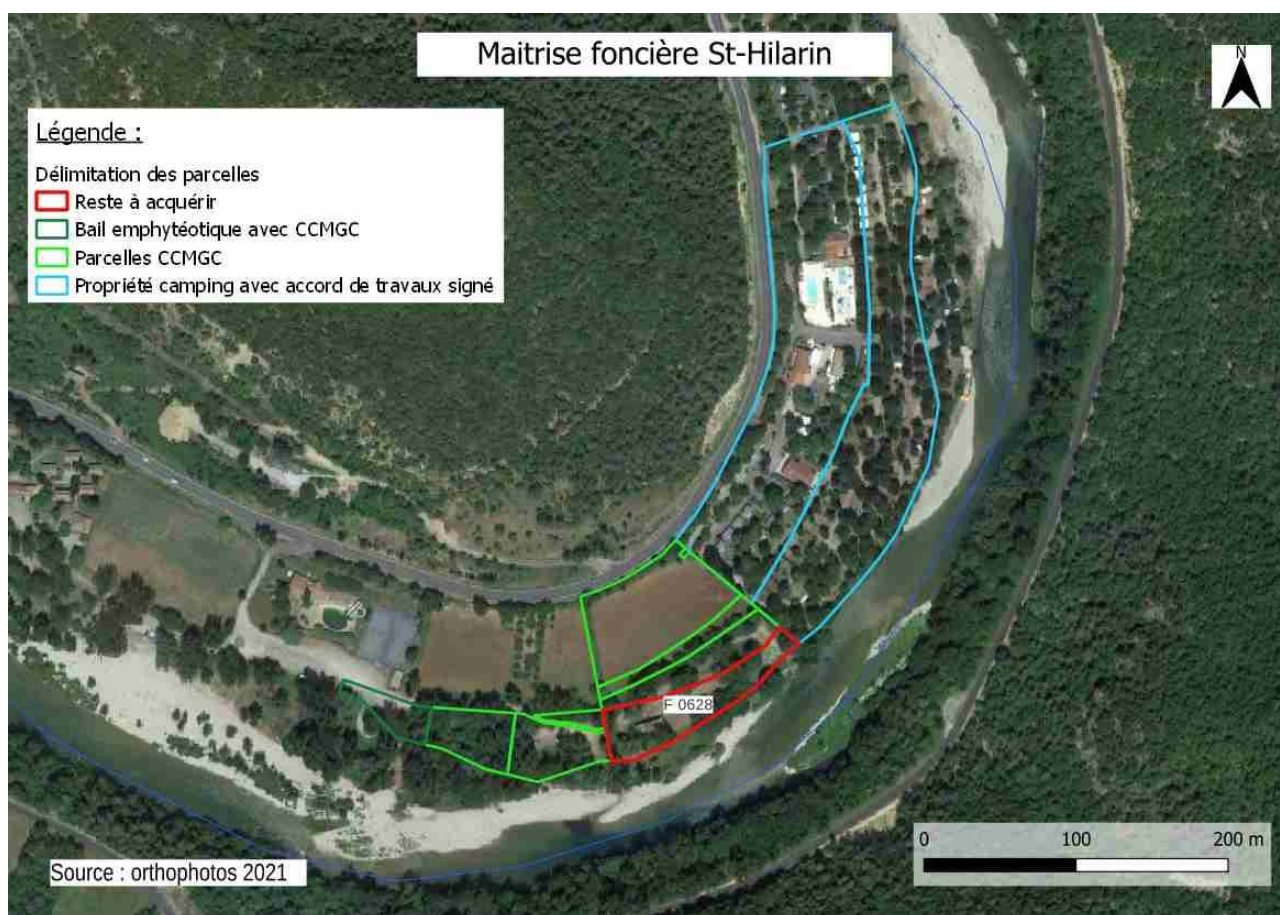 Maitrise foncière St-Hilarin
N
Légende :
Délimitation des parcelles
Reste à acquérir
Bail emphytéotique avec CCMGC
Parcelles CCMGC
Propriété camping avec accord de travaux signé
F 0628
0 100 200 m
Source : orthophotos 2021